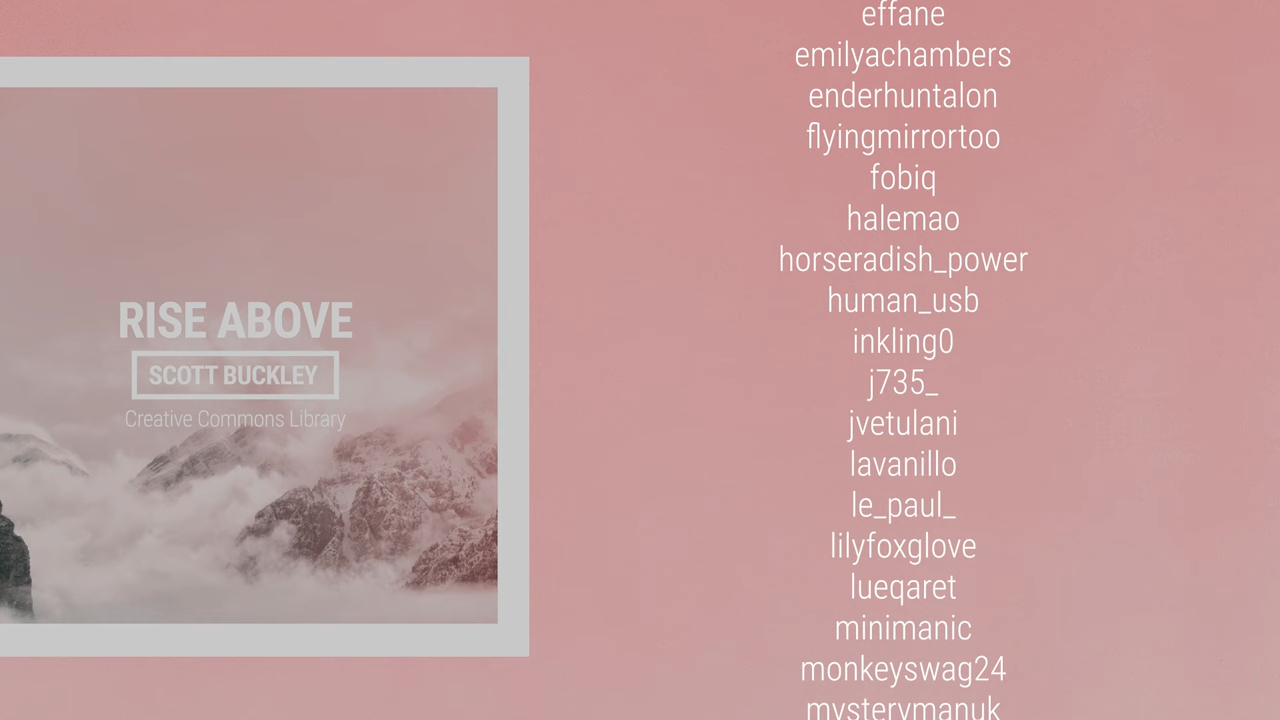 RISE ABOVE
SCOTT BUCKLEY
Creative Commons Library
effane
emilyachambers
enderhuntalon
flyingmirrortoo
fobiq
halemao
horseradish_power
human_usb
inkling0
j735_
jvetulani
lavanillo
le_paul_
lilyfoxglove
lueqaret
minimanic
monkeyswag24
mysterymanuk